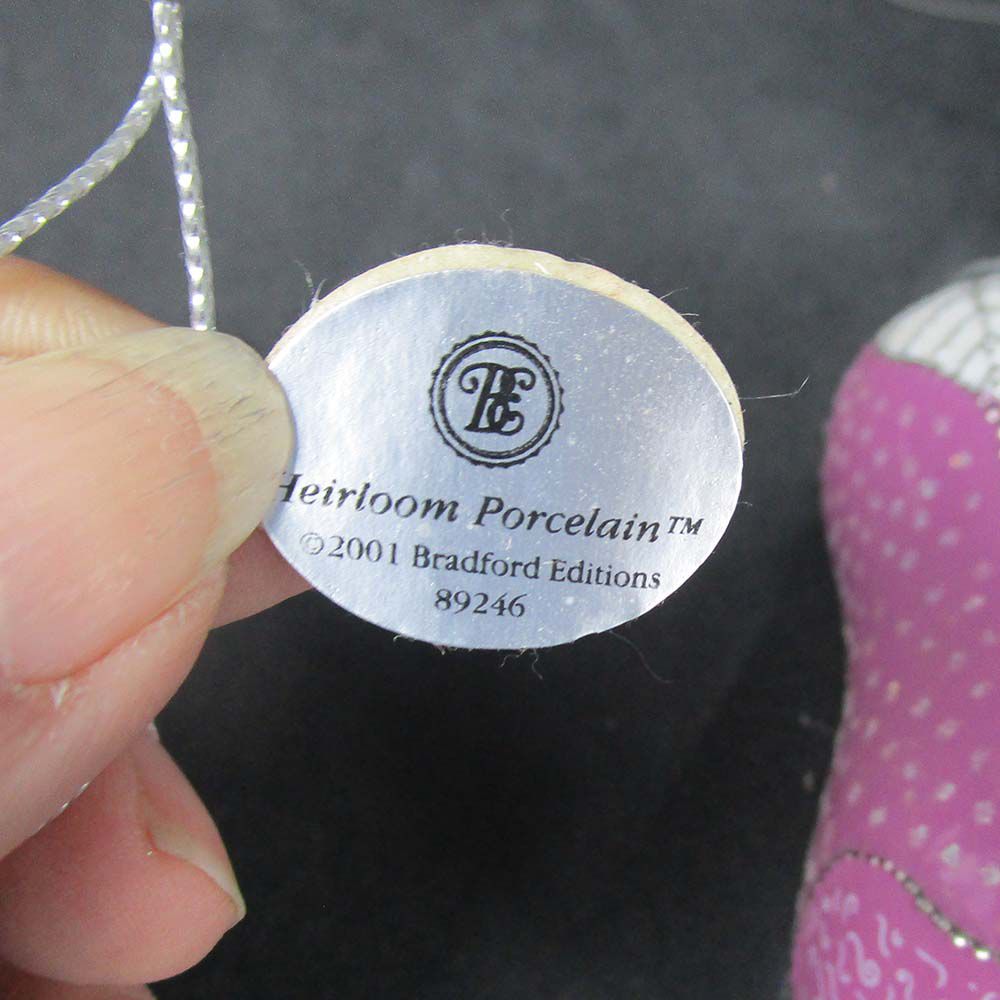 BE
Heirloom Porcelain™
©2001 Bradford Editions
89246